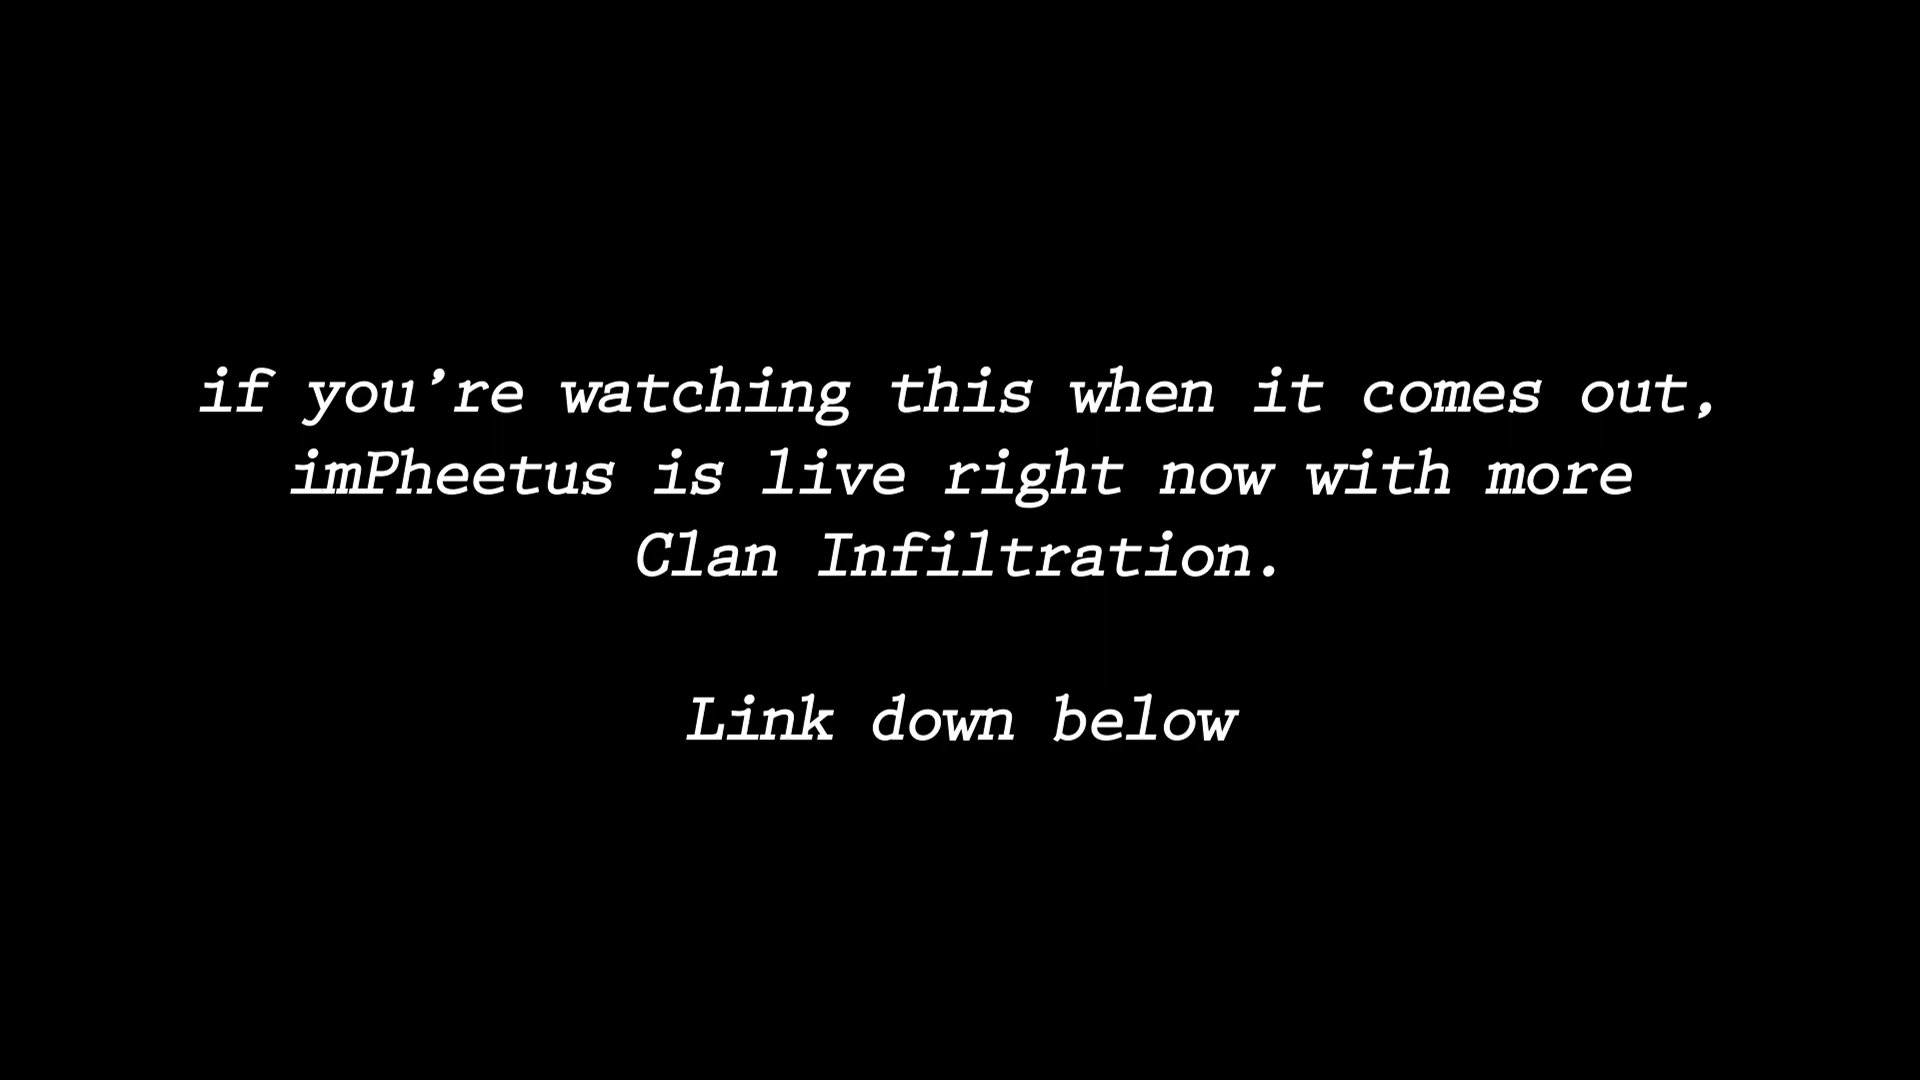 if you’re watching this when it comes out,
imPheetus is live right now with more
Clan Infiltration.
Link down below